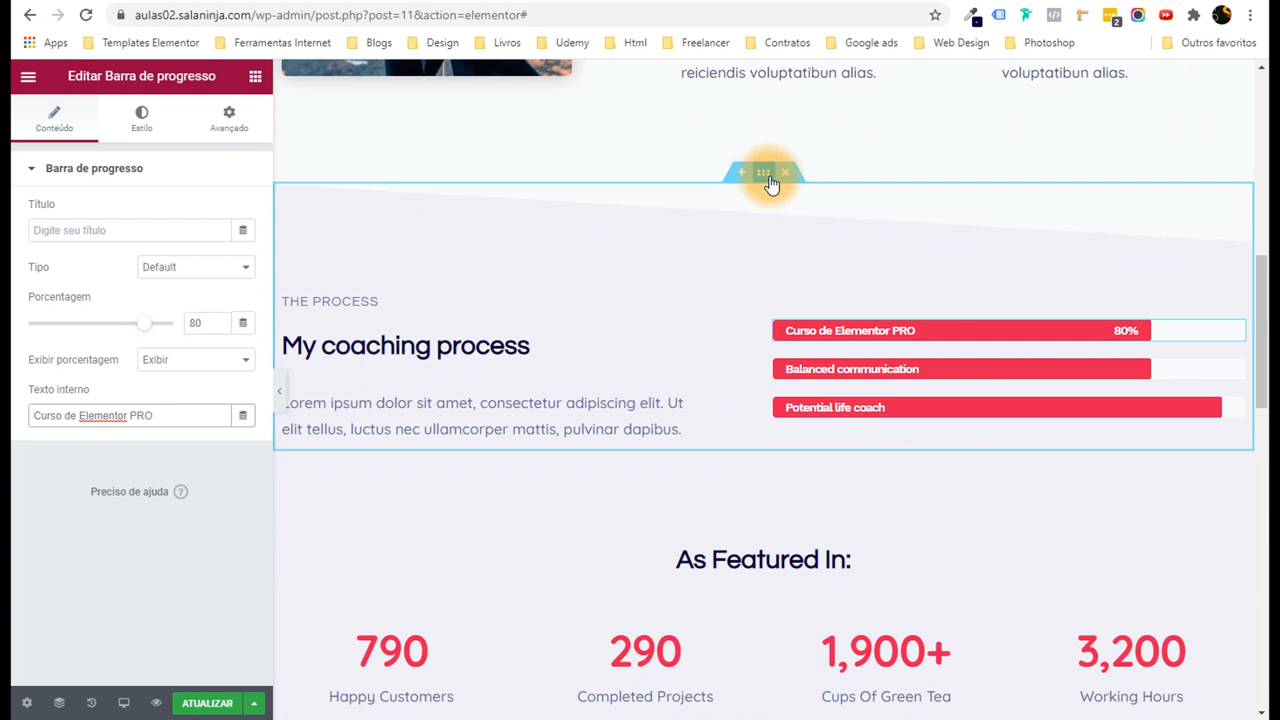 aulas02.salaninja.com/wp-admin/post.php?post=11&action=elementor#
2
Apps
Templates Elementor
Ferramentas Internet
Blogs
Design
Livros
Udemy
Html
Freelancer
Contratos
Google ads
Web Design
Photoshop
Outros favoritos
Editar Barra de progresso
Conteúdo
Estilo
Avançado
Barra de progresso
Título
Digite seu título
Tipo
Default
Porcentagem
80
Exibir porcentagem
Exibir
Texto interno
Curso de Elementor PRO
Preciso de ajuda ?
ATUALIZAR
reiciendis voluptatibun alias.
voluptatibun alias.
THE PROCESS
My coaching process
Lorem ipsum dolor sit amet, consectetur adipiscing elit. Ut
elit tellus, luctus nec ullamcorper mattis, pulvinar dapibus.
Curso de Elementor PRO 80%
Balanced communication
Potential life coach
As Featured In:
790
Happy Customers
290
Completed Projects
1,900+
Cups Of Green Tea
3,200
Working Hours